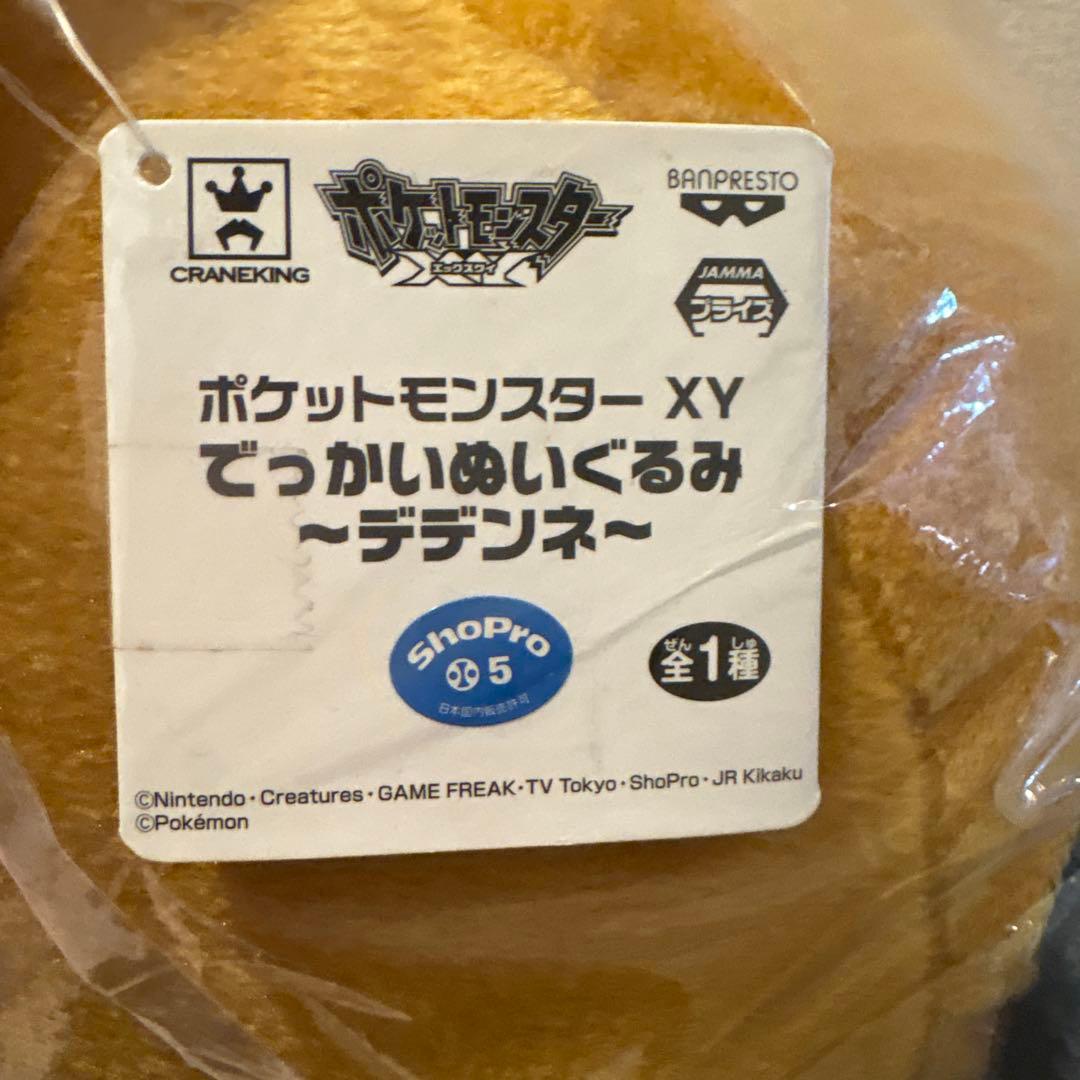 CRANEKING
ポケットモンスター
エックスワイ
XY
BANPRESTO
JAMMA
プライズ
ポケットモンスター XY
でっかいぬいぐるみ
～デデンネ～
ShoPro
5
日本国内販売許可
ぜん しゅ
全1種
©Nintendo・Creatures・GAME FREAK・TV Tokyo・ShoPro・JR Kikaku
©Pokémon